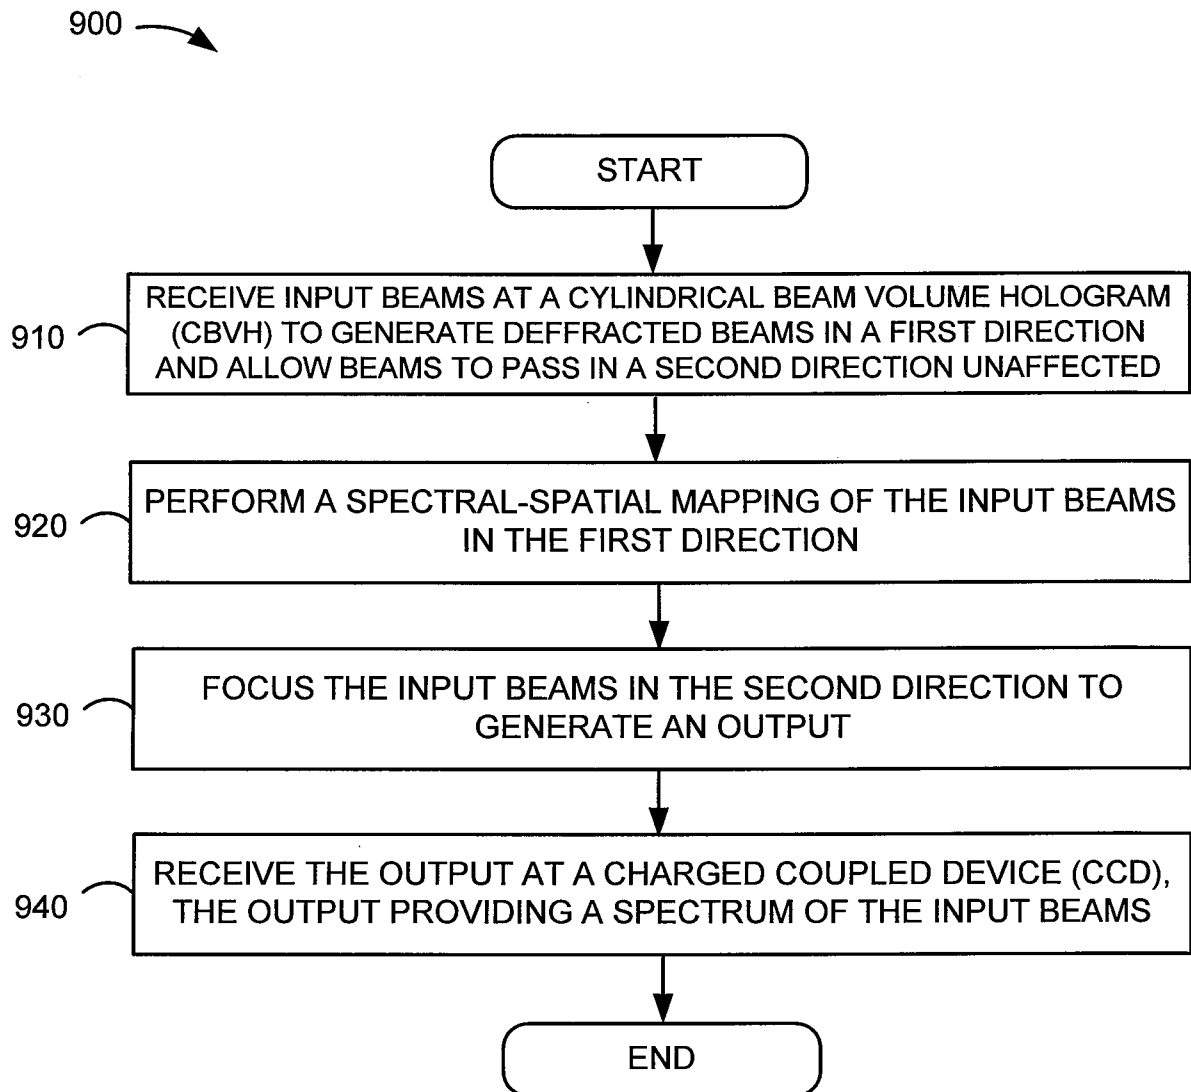 900
START
910
RECEIVE INPUT BEAMS AT A CYLINDRICAL BEAM VOLUME HOLOGRAM
(CBVH) TO GENERATE DEFFRACTED BEAMS IN A FIRST DIRECTION
AND ALLOW BEAMS TO PASS IN A SECOND DIRECTION UNAFFECTED
920
PERFORM A SPECTRAL-SPATIAL MAPPING OF THE INPUT BEAMS
IN THE FIRST DIRECTION
930
FOCUS THE INPUT BEAMS IN THE SECOND DIRECTION TO
GENERATE AN OUTPUT
940
RECEIVE THE OUTPUT AT A CHARGED COUPLED DEVICE (CCD),
THE OUTPUT PROVIDING A SPECTRUM OF THE INPUT BEAMS
END